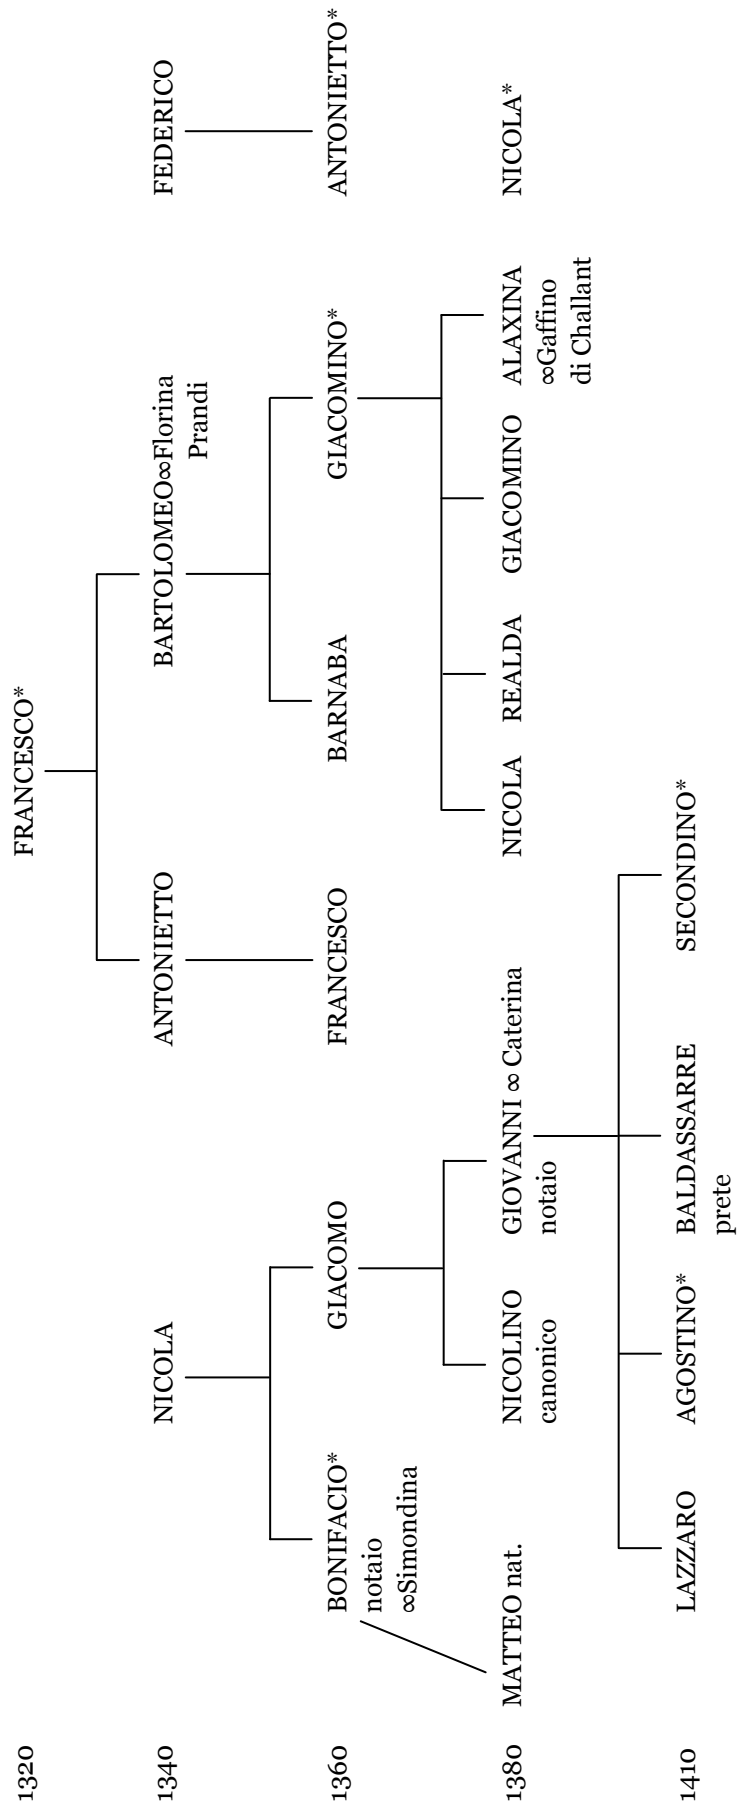 1320
FRANCESCO*
1340
NICOLA
ANTONIETTO
BARTOLOMEO∞Florina
Prandi
FEDERICO
1360
BONIFACIO*
notaio
∞Simondina
GIACOMO
FRANCESCO
BARNABA
GIACOMINO*
ANTONIETTO*
1380
MATTEO nat.
NICOLINO
canonico
GIOVANNI ∞ Caterina
notaio
NICOLA
REALDA
GIACOMINO
ALAXINA
∞Gaffino
di Challant
NICOLA*
1410
LAZZARO
AGOSTINO*
BALDASSARRE
prete
SECONDINO*